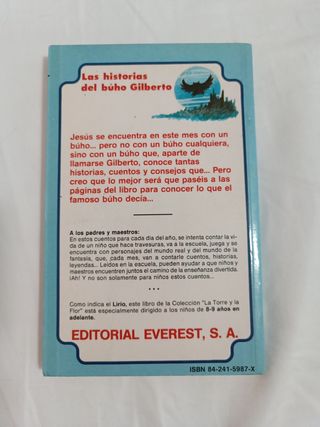 Las historias
del búho Gilberto
Jesús se encuentra en este mes con un
búho... pero no con un búho cualquiera,
sino con un búho que, aparte de
llamarse Gilberto, conoce tantas
historias, cuentos y consejos que... Pero
creo que lo mejor será que paséis a las
páginas del libro para conocer lo que el
famoso búho decía...
A los padres y maestros:
En estos cuentos para cada día del año, se intenta contar la vi-
da de un niño que hace travesuras, va a la escuela, juega y se
encuentra con personajes del mundo real y del mundo de la
fantasía, que, cada mes, van a contarle cuentos, historias,
leyendas... Leídos en la escuela, pueden ayudar a que niños y
maestros encuentren juntos el camino de la enseñanza divertida.
¡Ah! Y no son solamente para niños estos cuentos...
•••
Como indica el Lirio, este libro de la Colección "La Torre y la
Flor" está especialmente dirigido a los niños de 8-9 años en
adelante.
EDITORIAL EVEREST, S. A.
ISBN 84-241-5987-X